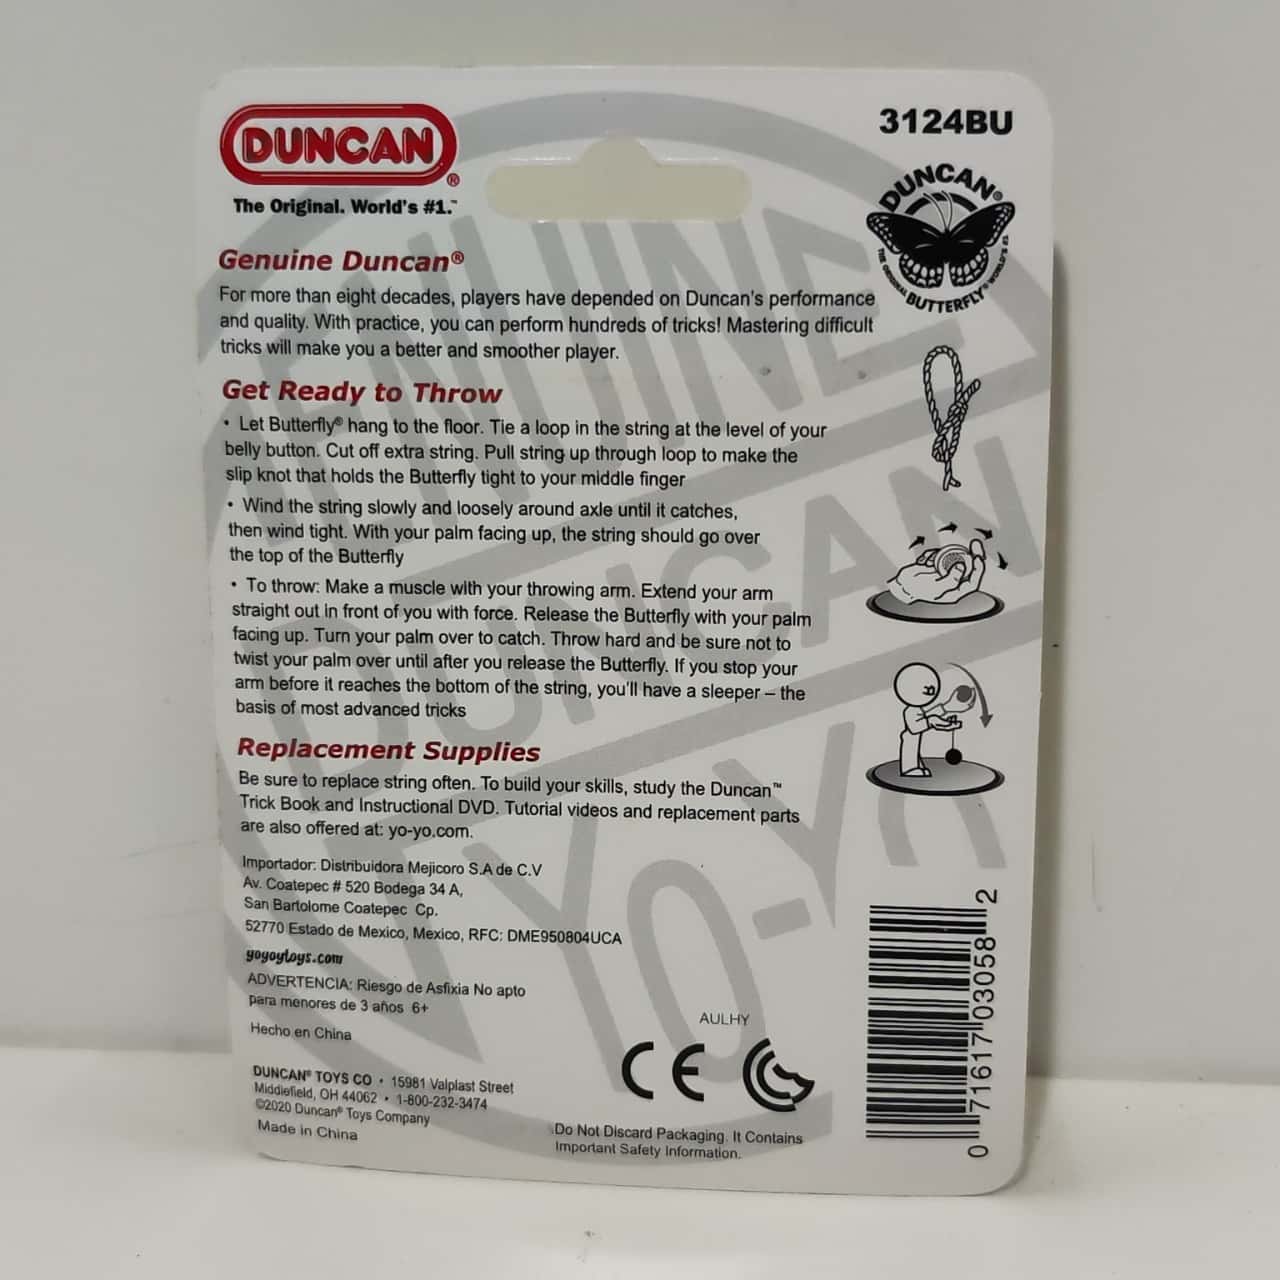 DUNCAN®
The Original. World's #1.™
3124BU
DUNCAN®
THE ORIGINAL BUTTERFLY® WORLD'S #1
Genuine Duncan®
For more than eight decades, players have depended on Duncan's performance
and quality. With practice, you can perform hundreds of tricks! Mastering difficult
tricks will make you a better and smoother player.
Get Ready to Throw
• Let Butterfly® hang to the floor. Tie a loop in the string at the level of your
belly button. Cut off extra string. Pull string up through loop to make the
slip knot that holds the Butterfly tight to your middle finger
• Wind the string slowly and loosely around axle until it catches,
then wind tight. With your palm facing up, the string should go over
the top of the Butterfly
• To throw: Make a muscle with your throwing arm. Extend your arm
straight out in front of you with force. Release the Butterfly with your palm
facing up. Turn your palm over to catch. Throw hard and be sure not to
twist your palm over until after you release the Butterfly. If you stop your
arm before it reaches the bottom of the string, you'll have a sleeper – the
basis of most advanced tricks
Replacement Supplies
Be sure to replace string often. To build your skills, study the Duncan™
Trick Book and Instructional DVD. Tutorial videos and replacement parts
are also offered at: yo-yo.com.
Importador: Distribuidora Mejicoro S.A de C.V
Av. Coatepec # 520 Bodega 34 A,
San Bartolome Coatepec Cp.
52770 Estado de Mexico, Mexico, RFC: DME950804UCA
yoyoytoys.com
ADVERTENCIA: Riesgo de Asfixia No apto
para menores de 3 años 6+
Hecho en China
DUNCAN® TOYS CO • 15981 Valplast Street
Middlefield, OH 44062 • 1-800-232-3474
©2020 Duncan® Toys Company
Made in China
AULHY
CE
Do Not Discard Packaging. It Contains
Important Safety Information.
0 71617 03058 2
GENUINE
DUNCAN
YO-YO